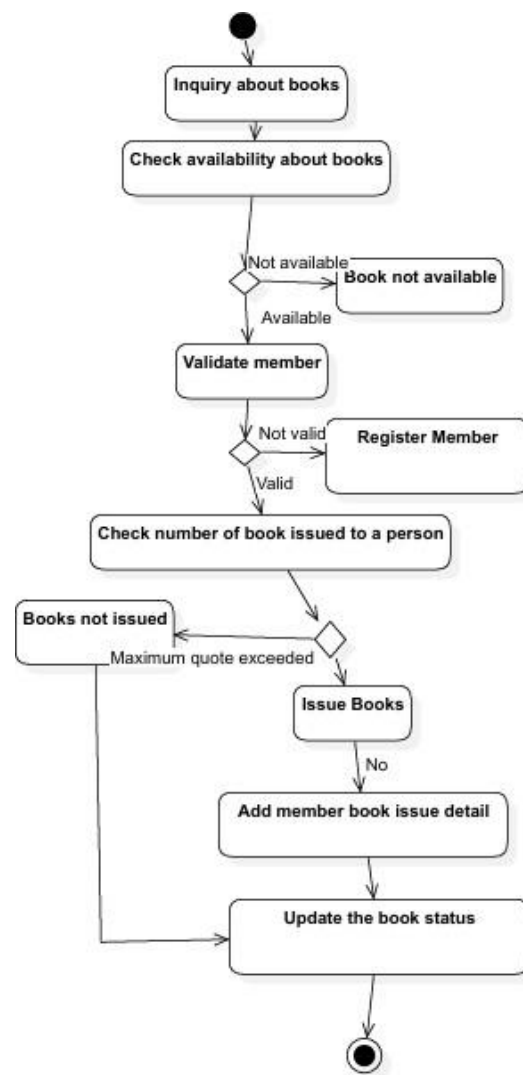 Inquiry about books
Check availability about books
Not available
Book not available
Available
Validate member
Not valid
Register Member
Valid
Check number of book issued to a person
Books not issued
Maximum quote exceeded
Issue Books
No
Add member book issue detail
Update the book status